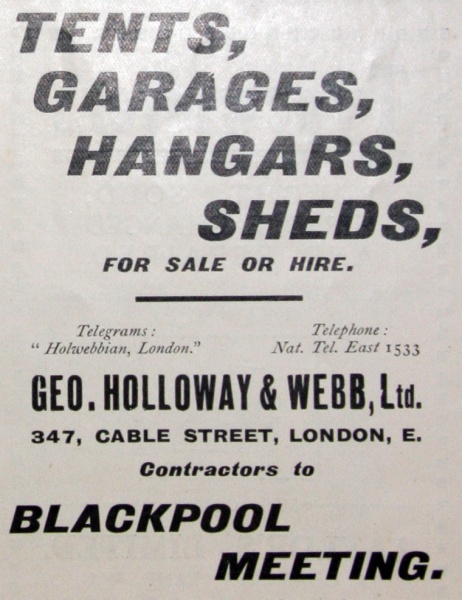 TENTS,
GARAGES,
HANGARS,
SHEDS,
FOR SALE OR HIRE.
Telegrams: Telephone:
"Holwebbian, London." Nat. Tel. East 1533
GEO. HOLLOWAY & WEBB, Ltd.
347, CABLE STREET, LONDON, E.
Contractors to
BLACKPOOL
MEETING.